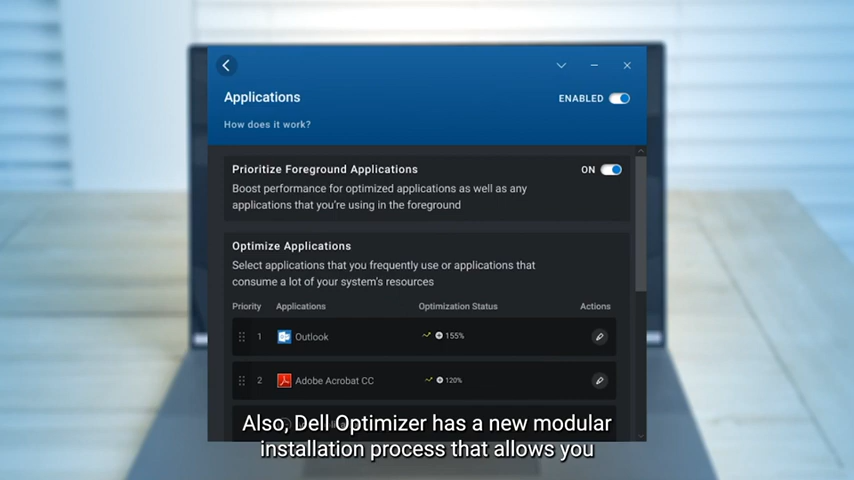 Applications
ENABLED
How does it work?
Prioritize Foreground Applications
ON
Boost performance for optimized applications as well as any
applications that you're using in the foreground
Optimize Applications
Select applications that you frequently use or applications that
consume a lot of your system's resources
Priority Applications Optimization Status Actions
1 Outlook 155%
2 Adobe Acrobat CC 120%
Also, Dell Optimizer has a new modular
installation process that allows you